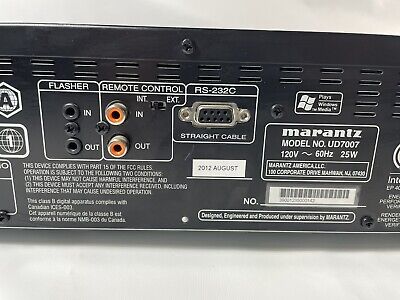 FLASHER
REMOTE CONTROL
INT. EXT.
RS-232C
IN
IN
OUT
OUT
STRAIGHT CABLE
Plays
Windows
Media™
marantz
MODEL NO. UD7007
120V ~ 60Hz 25W
MARANTZ AMERICA, LLC
100 CORPORATE DRIVE MAHWAH, NJ, 07430
THIS DEVICE COMPLIES WITH PART 15 OF THE FCC RULES.
OPERATION IS SUBJECT TO THE FOLLOWING TWO CONDITIONS:
(1) THIS DEVICE MAY NOT CAUSE HARMFUL INTERFERENCE, AND
(2) THIS DEVICE MUST ACCEPT ANY INTERFERENCE RECEIVED, INCLUDING
INTERFERENCE THAT MAY CAUSE UNDESIRED OPERATION.
This class B digital apparatus complies with
Canadian ICES-003.
Cet appareil numérique de la classe B est
conforme à la norme NMB-003 du Canada.
2012 AUGUST
NO.
Designed, Engineered and Produced under supervision by MARANTZ.